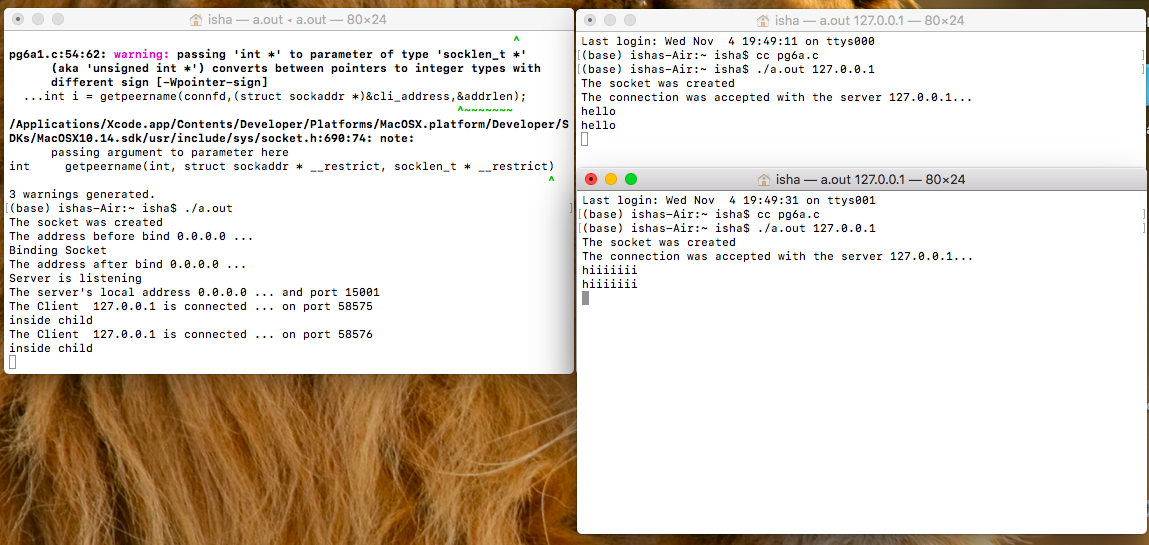 isha — a.out • a.out — 80×24
pg6a1.c:54:62: warning: passing 'int *' to parameter of type 'socklen_t *'
(aka 'unsigned int *') converts between pointers to integer types with
different sign [-Wpointer-sign]
...int i = getpeername(connfd,(struct sockaddr *)&cli_address,&addrlen);
^~~~~~~~
/Applications/Xcode.app/Contents/Developer/Platforms/MacOSX.platform/Developer/S
DKs/MacOSX10.14.sdk/usr/include/sys/socket.h:690:74: note:
passing argument to parameter here
int     getpeername(int, struct sockaddr * __restrict, socklen_t * __restrict)
^
3 warnings generated.
[(base) ishas-Air:~ isha$ ./a.out ]
The socket was created
The address before bind 0.0.0.0 ...
Binding Socket
The address after bind 0.0.0.0 ...
Server is listening
The server's local address 0.0.0.0 ... and port 15001
The Client  127.0.0.1 is connected ... on port 58575
inside child
The Client  127.0.0.1 is connected ... on port 58576
inside child
isha — a.out 127.0.0.1 — 80×24
Last login: Wed Nov  4 19:49:11 on ttys000
[(base) ishas-Air:~ isha$ cc pg6a.c ]
[(base) ishas-Air:~ isha$ ./a.out 127.0.0.1 ]
The socket was created
The connection was accepted with the server 127.0.0.1...
hello
hello
isha — a.out 127.0.0.1 — 80×24
Last login: Wed Nov  4 19:49:31 on ttys001
[(base) ishas-Air:~ isha$ cc pg6a.c ]
[(base) ishas-Air:~ isha$ ./a.out 127.0.0.1 ]
The socket was created
The connection was accepted with the server 127.0.0.1...
hiiiiiii
hiiiiiii